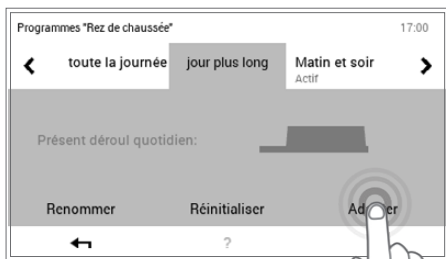 Programmes "Rez de chaussée" 17:00
toute la journée jour plus long Matin et soir
Actif
Présent déroul quotidien:
Renommer Réinitialiser
?